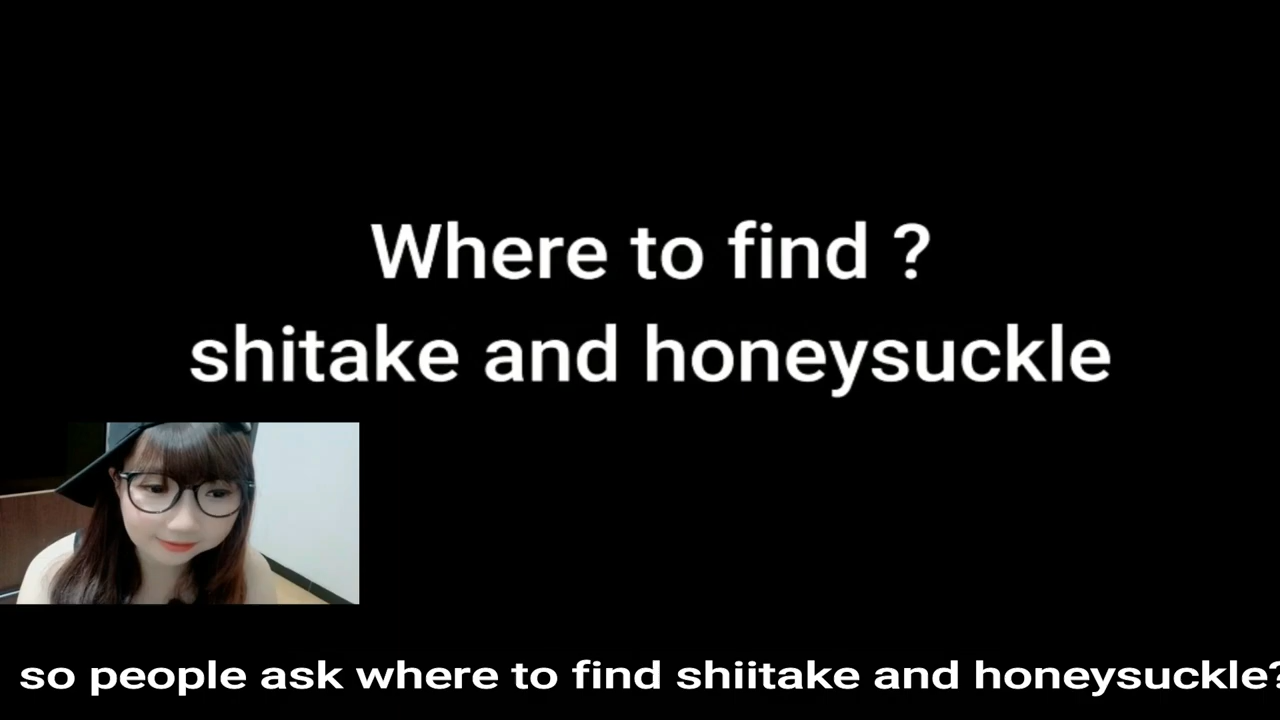 Where to find ?
shitake and honeysuckle
so people ask where to find shiitake and honeysuckle?